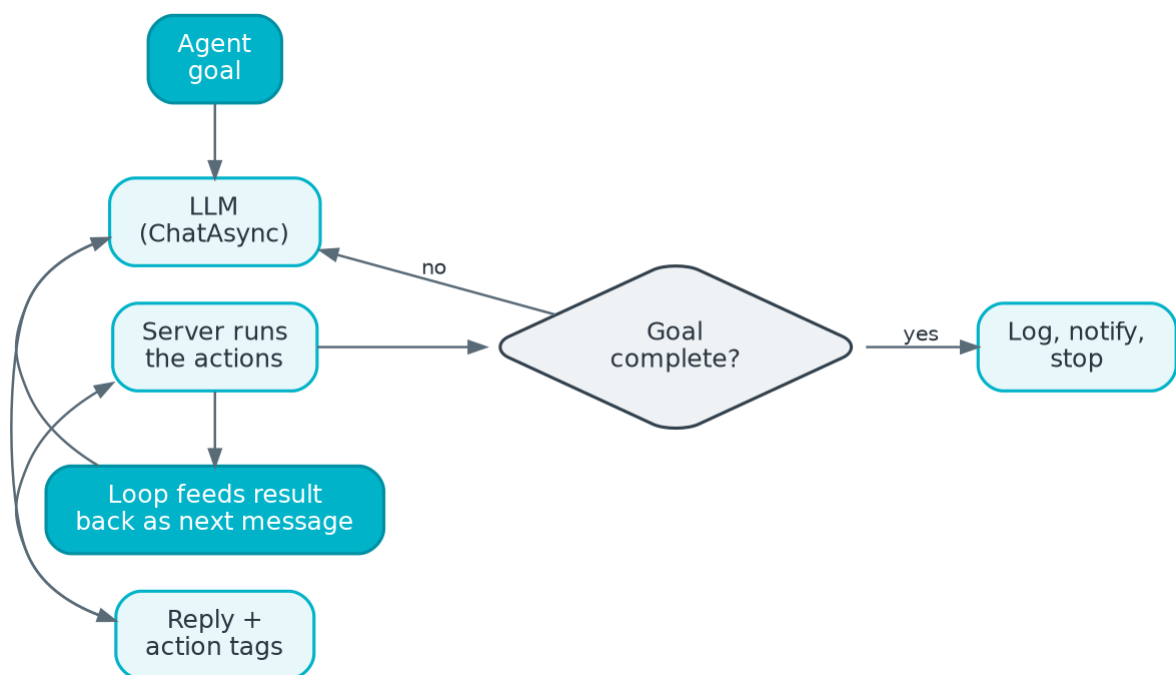 Agent
goal
LLM
(ChatAsync)
no
Server runs
the actions
Goal
complete?
yes
Log, notify,
stop
Loop feeds result
back as next message
Reply +
action tags